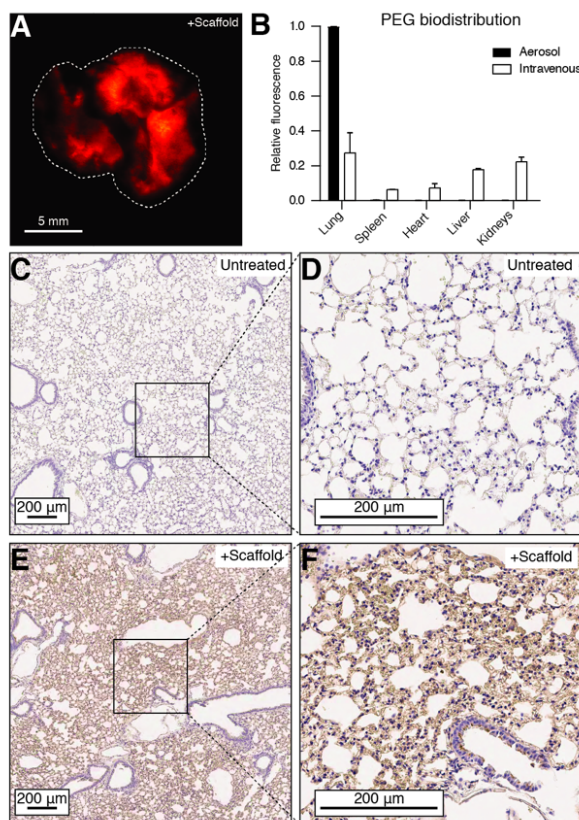 A
+Scaffold
5 mm
B
PEG biodistribution
Aerosol
Intravenous
Relative fluorescence
1.0
0.8
0.6
0.4
0.2
0.0
Lung
Spleen
Heart
Liver
Kidneys
C
Untreated
200 µm
D
Untreated
200 µm
E
+Scaffold
200 µm
F
+Scaffold
200 µm